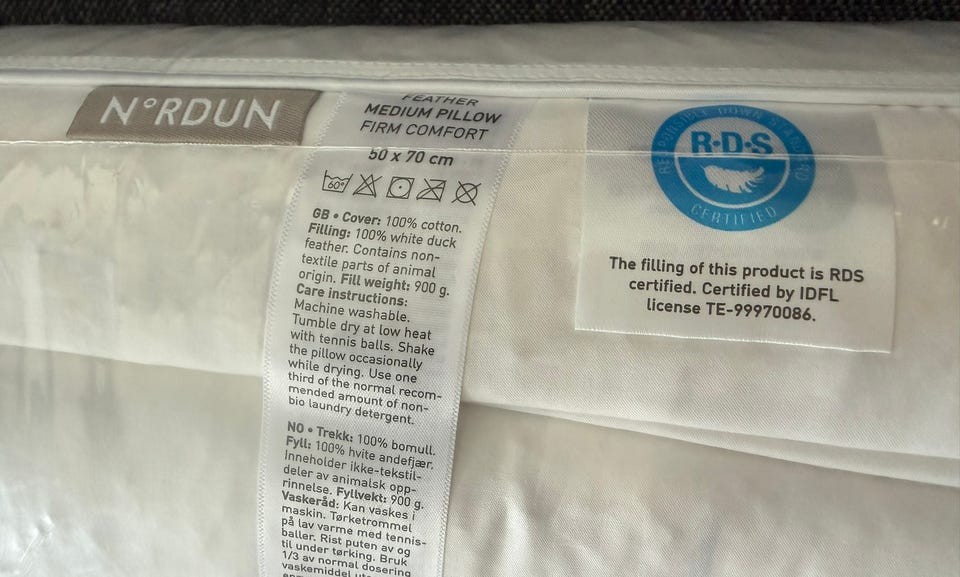 N°RDUN
FEATHER
MEDIUM PILLOW
FIRM COMFORT
50 x 70 cm
60°
GB • Cover: 100% cotton.
Filling: 100% white duck
feather. Contains non-
textile parts of animal
origin. Fill weight: 900 g.
Care instructions:
Machine washable.
Tumble dry at low heat
with tennis balls. Shake
the pillow occasionally
while drying. Use one
third of the normal recom-
mended amount of non-
bio laundry detergent.
NO • Trekk: 100% bomull.
Fyll: 100% hvite andefjær.
Inneholder ikke-tekstil-
deler av animalsk opp-
rinnelse. Fyllvekt: 900 g.
Vaskeråd: Kan vaskes i
maskin. Tørketrommel
på lav varme med tennis-
baller. Rist puten av og
til under tørking. Bruk
1/3 av normal dosering
vaskemiddel
RESPONSIBLE DOWN STANDARD
R·D·S
CERTIFIED
The filling of this product is RDS
certified. Certified by IDFL
license TE-99970086.